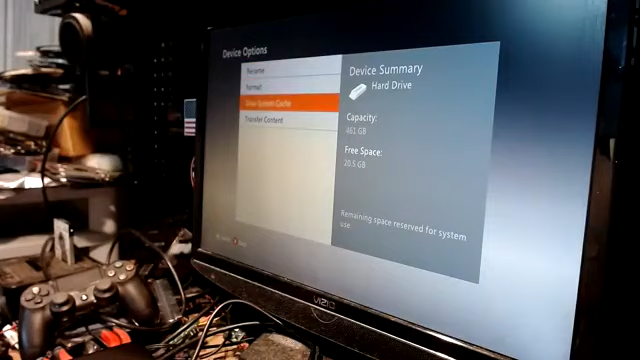 Device Options
Rename
Format
Clear System Cache
Transfer Content
Device Summary
Hard Drive
Capacity:
461 GB
Free Space:
20.5 GB
Remaining space reserved for system
use
VIZIO